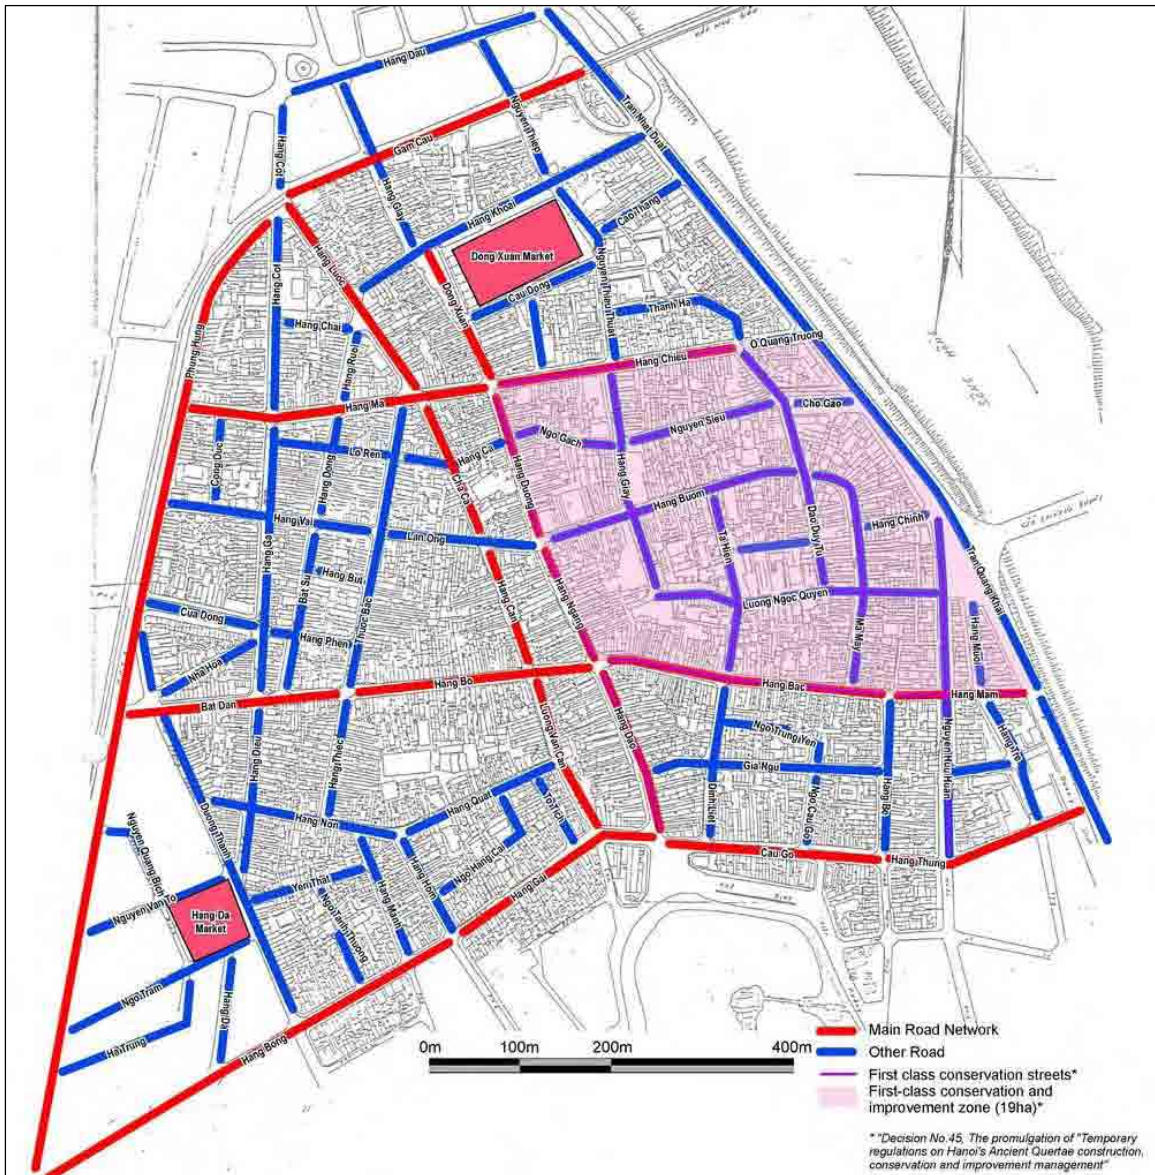 Hang Dau
Tran Nhat Duat
Nguyen Thiep
Hang Cot
Gam Cau
Hang Giay
Hang Khoai
Cao Thang
Dong Xuan Market
Hang Luoc
Hang Cot
Dong Xuan
Cau Dong
Nguyen Thieu Thuat
Thanh Ha
Phung Hung
Hang Chai
Hang Ruoi
O Quang Truong
Hang Chieu
Hang Ma
Cho Gao
Nguyen Sieu
Ngo Gach
Cong Duc
Lo Ren
Hang Ca
Cha Ca
Hang Duong
Hang Giay
Hang Dong
Hang Buom
Hang Vai
Lan Ong
Ta Hien
Dao Duy Tu
Hang Chinh
Hang Ga
Bat Su
Hang But
Thuoc Bac
Hang Can
Hang Ngang
Tran Quang Khai
Luong Ngoc Quyen
Cua Dong
Hang Phen
Nha Hoa
Ma May
Hang Muoi
Hang Bo
Hang Bac
Hang Mam
Bat Dan
Luong Van Can
Hang Dao
Ngo Trung Yen
Nguyen Huu Huan
Hang Tre
Hang Dieu
Hang Thiec
Gia Ngu
Dinh Liet
Ngo Cau Go
Hang Be
Hang Quat
To Tich
Hang Non
Duong Thanh
Nguyen Quang Bich
Cau Go
Hang Thung
Ngo Hang Cai
Hang Hom
Hang Gai
Yen Thai
Hang Manh
Nguyen Van To
Hang Da
Market
Ngo Tam Thuong
Ngo Tram
Hang Da
Ha Trung
Hang Bong
0m 100m 200m 400m
Main Road Network
Other Road
First class conservation streets*
First-class conservation and
improvement zone (19ha)*
* "Decision No.45, The promulgation of "Temporary
regulations on Hanoi's Ancient Quertae construction,
conservation and improvement management"